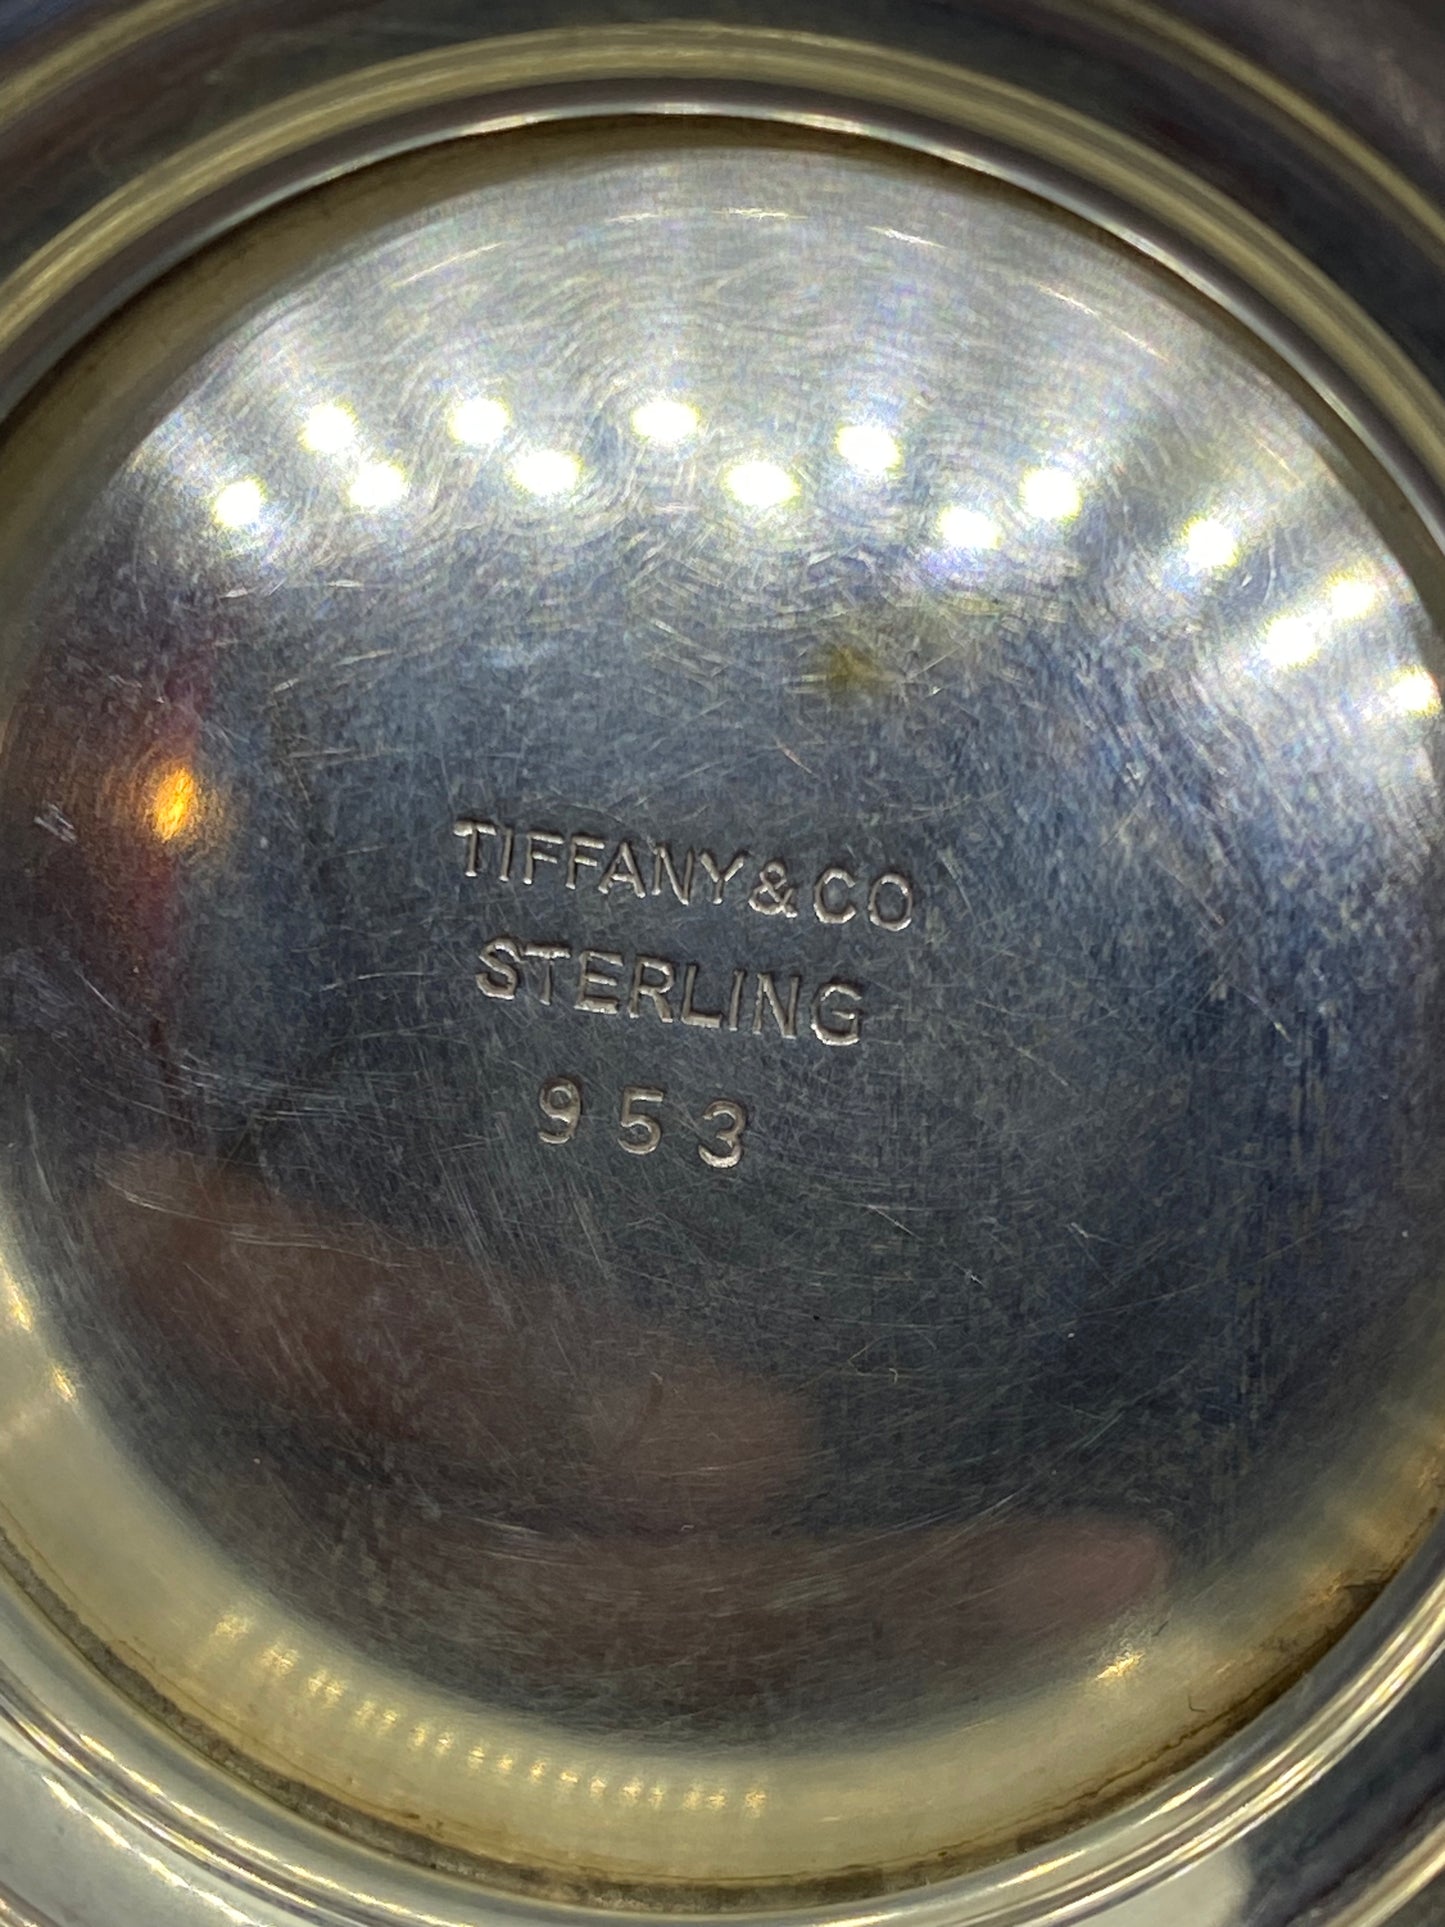 TIFFANY & CO
STERLING
953